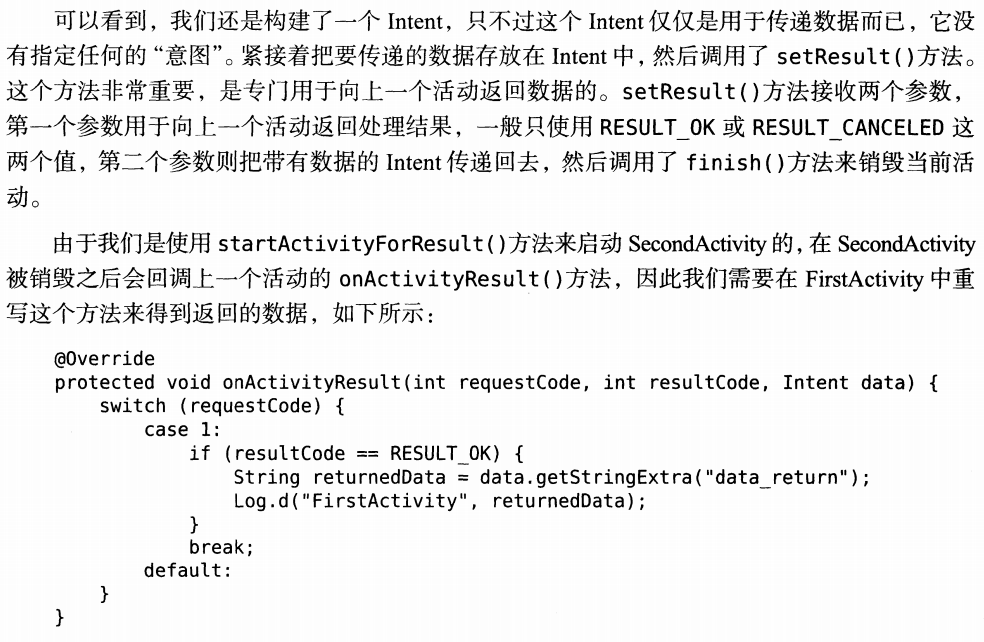 可以看到，我们还是构建了一个 Intent，只不过这个 Intent 仅仅是用于传递数据而已，它没
有指定任何的“意图”。紧接着把要传递的数据存放在 Intent 中，然后调用了 setResult()方法。
这个方法非常重要，是专门用于向上一个活动返回数据的。setResult()方法接收两个参数，
第一个参数用于向上一个活动返回处理结果，一般只使用 RESULT_OK 或 RESULT_CANCELED 这
两个值，第二个参数则把带有数据的 Intent 传递回去，然后调用了 finish()方法来销毁当前活
动。
由于我们是使用 startActivityForResult()方法来启动 SecondActivity 的，在 SecondActivity
被销毁之后会回调上一个活动的 onActivityResult()方法，因此我们需要在 FirstActivity 中重
写这个方法来得到返回的数据，如下所示：
@Override
protected void onActivityResult(int requestCode, int resultCode, Intent data) {
    switch (requestCode) {
        case 1:
            if (resultCode == RESULT_OK) {
                String returnedData = data.getStringExtra("data_return");
                Log.d("FirstActivity", returnedData);
            }
            break;
        default:
    }
}